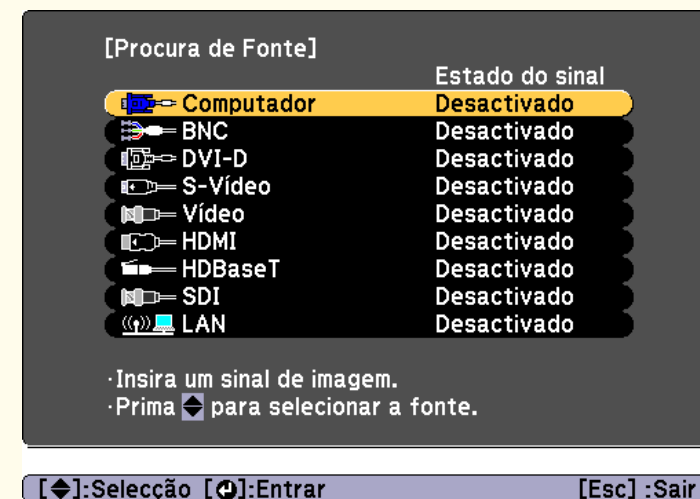 [Procura de Fonte]
Estado do sinal
Computador Desactivado
BNC Desactivado
DVI-D Desactivado
S-Vídeo Desactivado
Vídeo Desactivado
HDMI Desactivado
HDBaseT Desactivado
SDI Desactivado
LAN Desactivado
·Insira um sinal de imagem.
·Prima para selecionar a fonte.
[ ]:Selecção [ ]:Entrar [Esc] :Sair